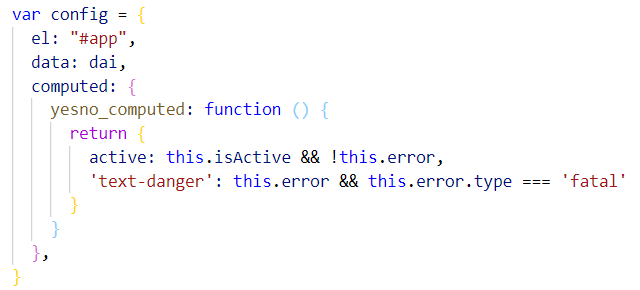 var config = {
  el: "#app",
  data: dai,
  computed: {
    yesno_computed: function () {
      return {
        active: this.isActive && !this.error,
        'text-danger': this.error && this.error.type === 'fatal'
      }
    }
  },
}